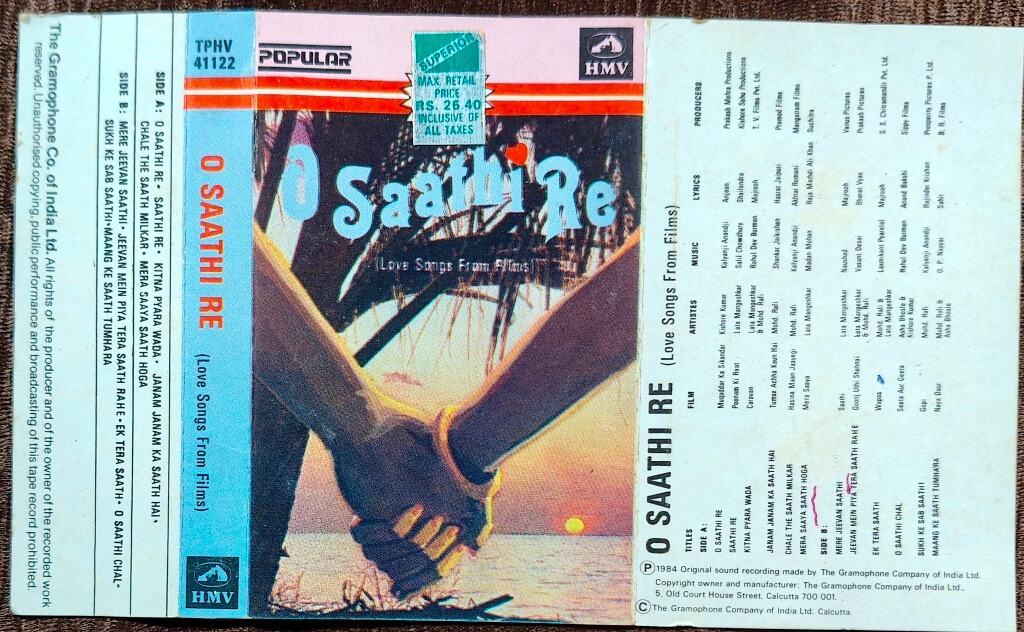 The Gramophone Co. of India Ltd. All rights of the producer and of the owner of the recorded work
reserved. Unauthorised copying, public performance and broadcasting of this tape record prohibited.
SIDE A: O SAATHI RE • SAATHI RE • KITNA PYARA WADA • JANAM JANAM KA SAATH HAI •
CHALE THE SAATH MILKAR • MERA SAAYA SAATH HOGA
SIDE B: MERE JEEVAN SAATHI • JEEVAN MEIN PIYA TERA SAATH RAHE • EK TERA SAATH • O SAATHI CHAL •
SUKH KE SAB SAATHI • MAANG KE SAATH TUMHARA
TPHV
41122
O SAATHI RE (Love Songs From Films)
HMV
POPULAR
SUPERIOR
MAX. RETAIL
PRICE
RS. 26.40
INCLUSIVE OF
ALL TAXES
HMV
O Saathi Re
(Love Songs From Films)
O SAATHI RE (Love Songs From Films)
TITLES FILM ARTISTES MUSIC LYRICS PRODUCERS
SIDE A:
O SAATHI RE Muqaddar Ka Sikandar Kishore Kumar Kalyanji Anandji Anjaan Prakash Mehra Productions
SAATHI RE Poonam Ki Raat Lata Mangeshkar Salil Chowdhury Shailendra Kishore Sahu Productions
KITNA PYARA WADA Caravan Lata Mangeshkar & Mohd. Rafi Rahul Dev Burman Majrooh T. V. Films Pvt. Ltd.
JANAM JANAM KA SAATH HAI Tumse Achha Kaun Hai Mohd. Rafi Shanker Jaikishen Hasrat Jaipuri Pramod Films
CHALE THE SAATH MILKAR Hasina Maan Jaayegi Mohd. Rafi Kalyanji Anandji Akhtar Romani Mangatram Films
MERA SAAYA SAATH HOGA Mera Saaya Lata Mangeshkar Madan Mohan Raja Mehdi Ali Khan Suchitra
SIDE B:
MERE JEEVAN SAATHI Saathi Lata Mangeshkar Naushad Majrooh Venus Pictures
JEEVAN MEIN PIYA TERA SAATH RAHE Goonj Uthi Shehnai Lata Mangeshkar & Mohd. Rafi Vasant Desai Bharat Vyas Prakash Pictures
EK TERA SAATH Wapas Mohd. Rafi & Lata Mangeshkar Laxmikant Pyarelal Majrooh S. S. Chitramandir Pvt. Ltd.
O SAATHI CHAL Seeta Aur Geeta Asha Bhosle & Kishore Kumar Rahul Dev Burman Anand Bakshi Sippy Films
SUKH KE SAB SAATHI Gopi Mohd. Rafi Kalyanji Anandji Rajinder Krishan Prosperity Pictures P. Ltd.
MAANG KE SAATH TUMHARA Naya Daur Mohd. Rafi & Asha Bhosle O. P. Nayyar Sahir B. R. Films
Ⓟ 1984 Original sound recording made by The Gramophone Company of India Ltd.
Copyright owner and manufacturer: The Gramophone Company of India Ltd.,
5, Old Court House Street, Calcutta 700 001.
© The Gramophone Company of India Ltd. Calcutta.